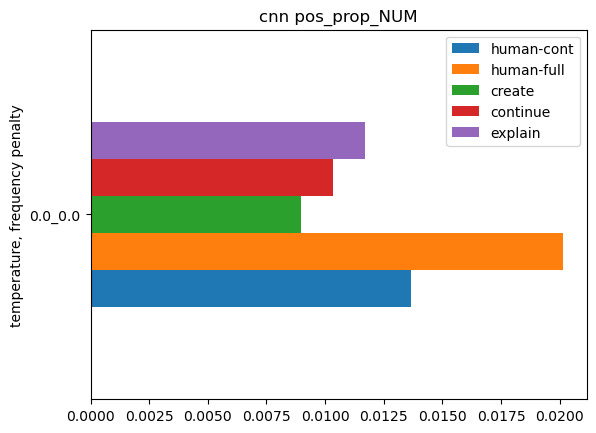 cnn pos_prop_NUM
human-cont
human-full
create
continue
explain
temperature, frequency penalty
0.0_0.0
0.0000 0.0025 0.0050 0.0075 0.0100 0.0125 0.0150 0.0175 0.0200